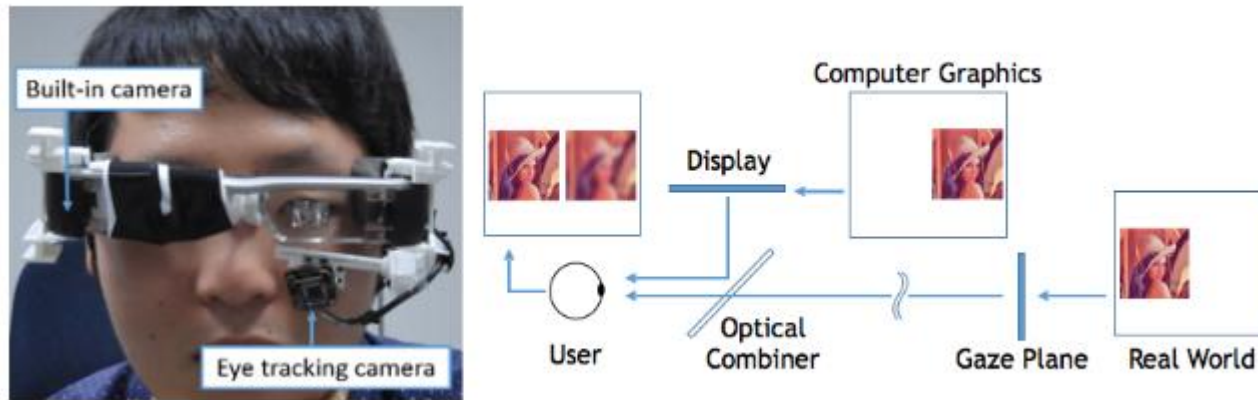 Built-in camera
Eye tracking camera
Computer Graphics
Display
User
Optical
Combiner
Gaze Plane
Real World